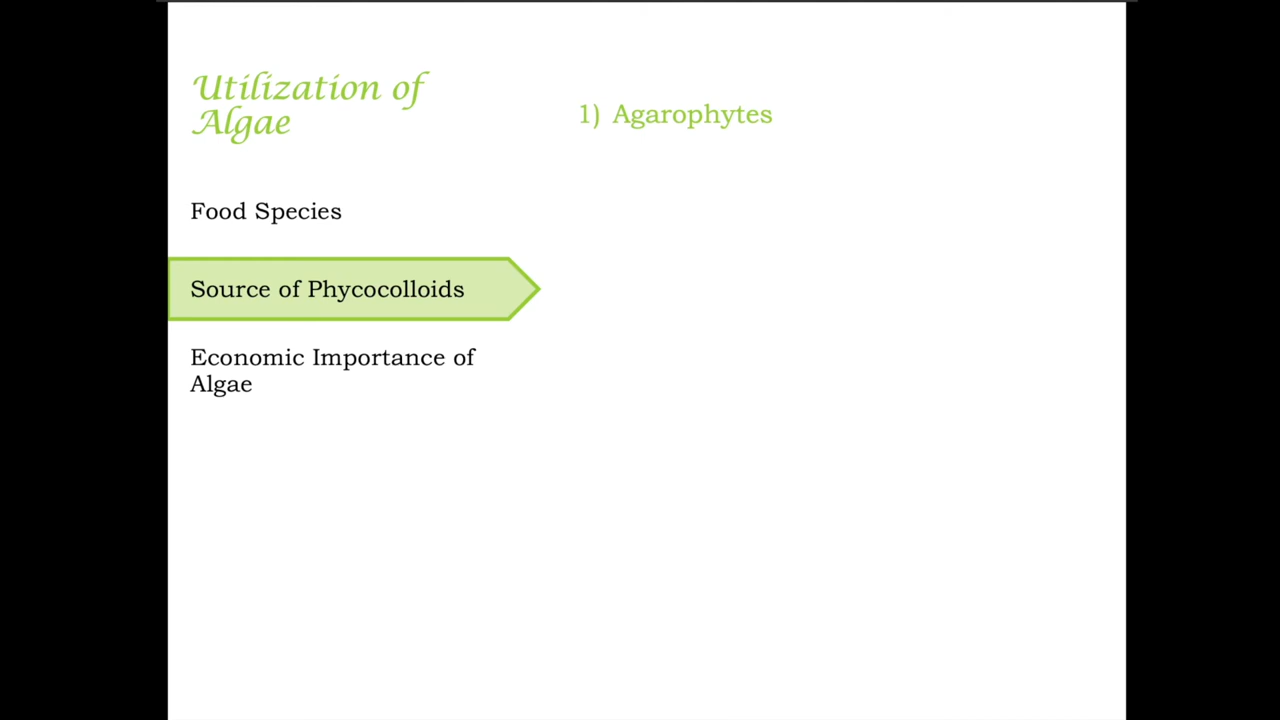 Utilization of
Algae
1) Agarophytes
Food Species
Source of Phycocolloids
Economic Importance of
Algae